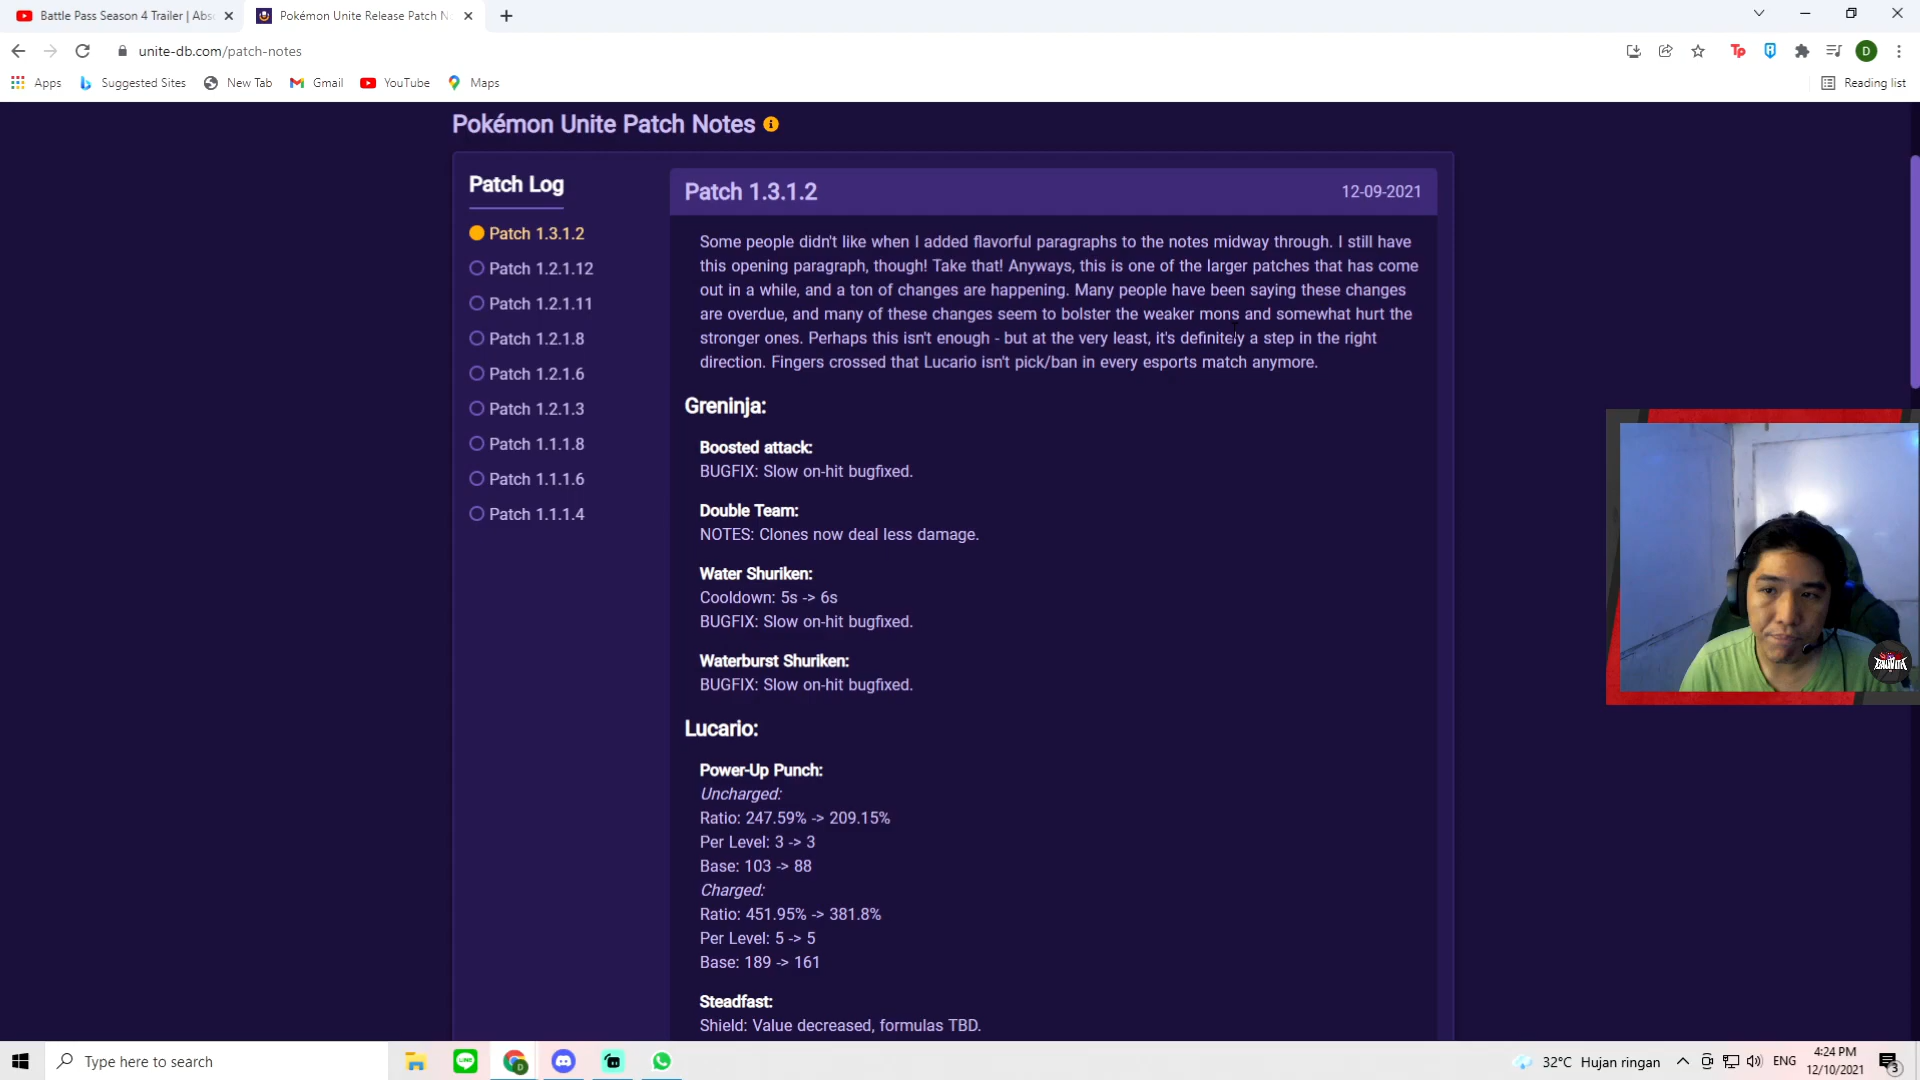 Battle Pass Season 4 Trailer | Abs
Pokémon Unite Release Patch N
unite-db.com/patch-notes
Tp
D
Apps
Suggested Sites
New Tab
Gmail
YouTube
Maps
Reading list
Pokémon Unite Patch Notes
Patch Log
Patch 1.3.1.2
Patch 1.2.1.12
Patch 1.2.1.11
Patch 1.2.1.8
Patch 1.2.1.6
Patch 1.2.1.3
Patch 1.1.1.8
Patch 1.1.1.6
Patch 1.1.1.4
Patch 1.3.1.2
12-09-2021
Some people didn't like when I added flavorful paragraphs to the notes midway through. I still have
this opening paragraph, though! Take that! Anyways, this is one of the larger patches that has come
out in a while, and a ton of changes are happening. Many people have been saying these changes
are overdue, and many of these changes seem to bolster the weaker mons and somewhat hurt the
stronger ones. Perhaps this isn't enough - but at the very least, it's definitely a step in the right
direction. Fingers crossed that Lucario isn't pick/ban in every esports match anymore.
Greninja:
Boosted attack:
BUGFIX: Slow on-hit bugfixed.
Double Team:
NOTES: Clones now deal less damage.
Water Shuriken:
Cooldown: 5s -> 6s
BUGFIX: Slow on-hit bugfixed.
Waterburst Shuriken:
BUGFIX: Slow on-hit bugfixed.
Lucario:
Power-Up Punch:
Uncharged:
Ratio: 247.59% -> 209.15%
Per Level: 3 -> 3
Base: 103 -> 88
Charged:
Ratio: 451.95% -> 381.8%
Per Level: 5 -> 5
Base: 189 -> 161
Steadfast:
Shield: Value decreased, formulas TBD.
Type here to search
LINE
D
32°C Hujan ringan
ENG
4:24 PM
12/10/2021
3